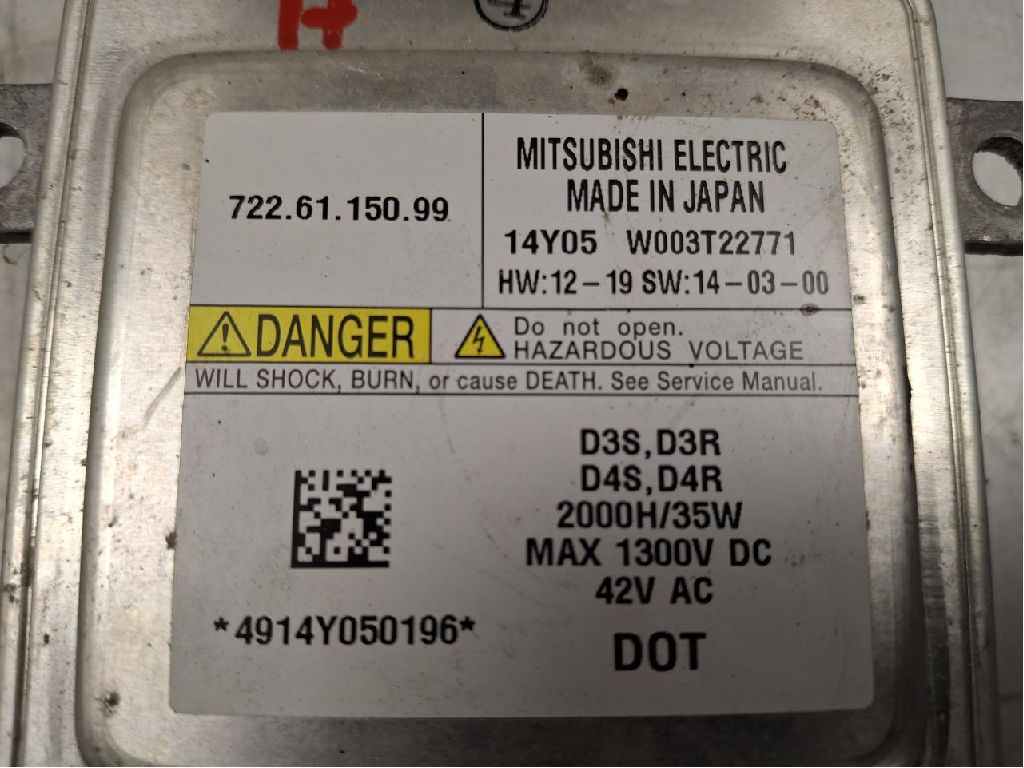 H
4
722.61.150.99
MITSUBISHI ELECTRIC
MADE IN JAPAN
14Y05 W003T22771
HW:12-19 SW:14-03-00
DANGER
Do not open.
HAZARDOUS VOLTAGE
WILL SHOCK, BURN, or cause DEATH. See Service Manual.
D3S,D3R
D4S,D4R
2000H/35W
MAX 1300V DC
42V AC
*4914Y050196*
DOT